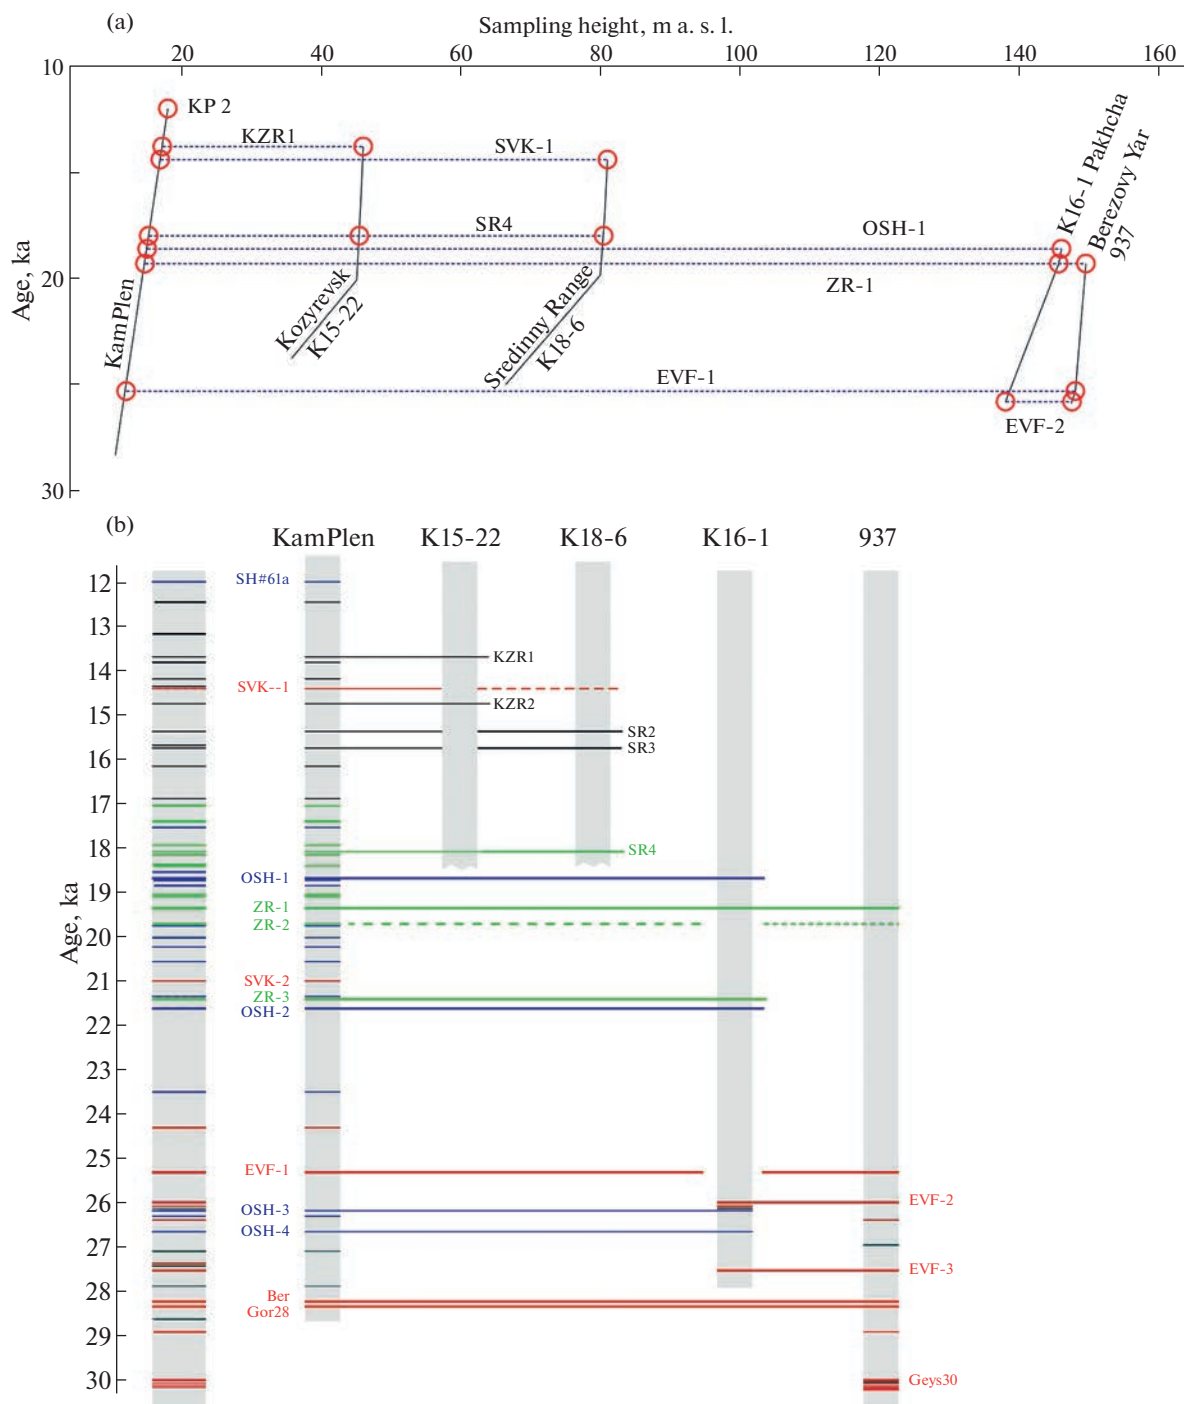 (a)
Sampling height, m a. s. l.
20 40 60 80 100 120 140 160
10
20
30
Age, ka
KP 2
KZR1
SVK-1
SR4
OSH-1
ZR-1
EVF-1
EVF-2
KamPlen
Kozyrevsk
K15-22
Sredinny Range
K18-6
K16-1 Pakhcha
Berezovy Yar
937
(b)
KamPlen K15-22 K18-6 K16-1 937
12
13
14
15
16
17
18
19
20
21
22
23
24
25
26
27
28
29
30
Age, ka
SH#61a
KZR1
SVK--1
KZR2
SR2
SR3
SR4
OSH-1
ZR-1
ZR-2
SVK-2
ZR-3
OSH-2
EVF-1
EVF-2
OSH-3
OSH-4
EVF-3
Ber
Gor28
Geys30